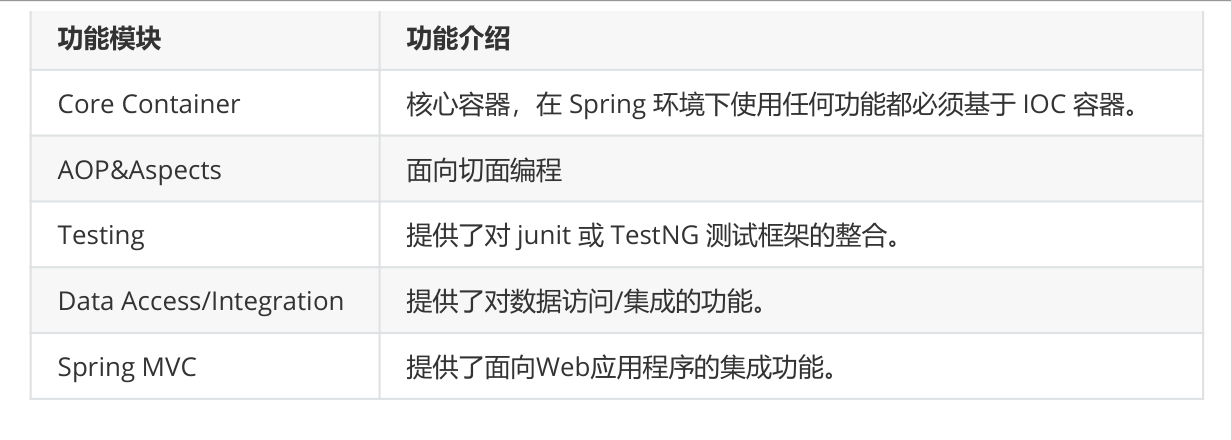 功能模块 功能介绍
Core Container 核心容器，在 Spring 环境下使用任何功能都必须基于 IOC 容器。
AOP&Aspects 面向切面编程
Testing 提供了对 junit 或 TestNG 测试框架的整合。
Data Access/Integration 提供了对数据访问/集成的功能。
Spring MVC 提供了面向Web应用程序的集成功能。